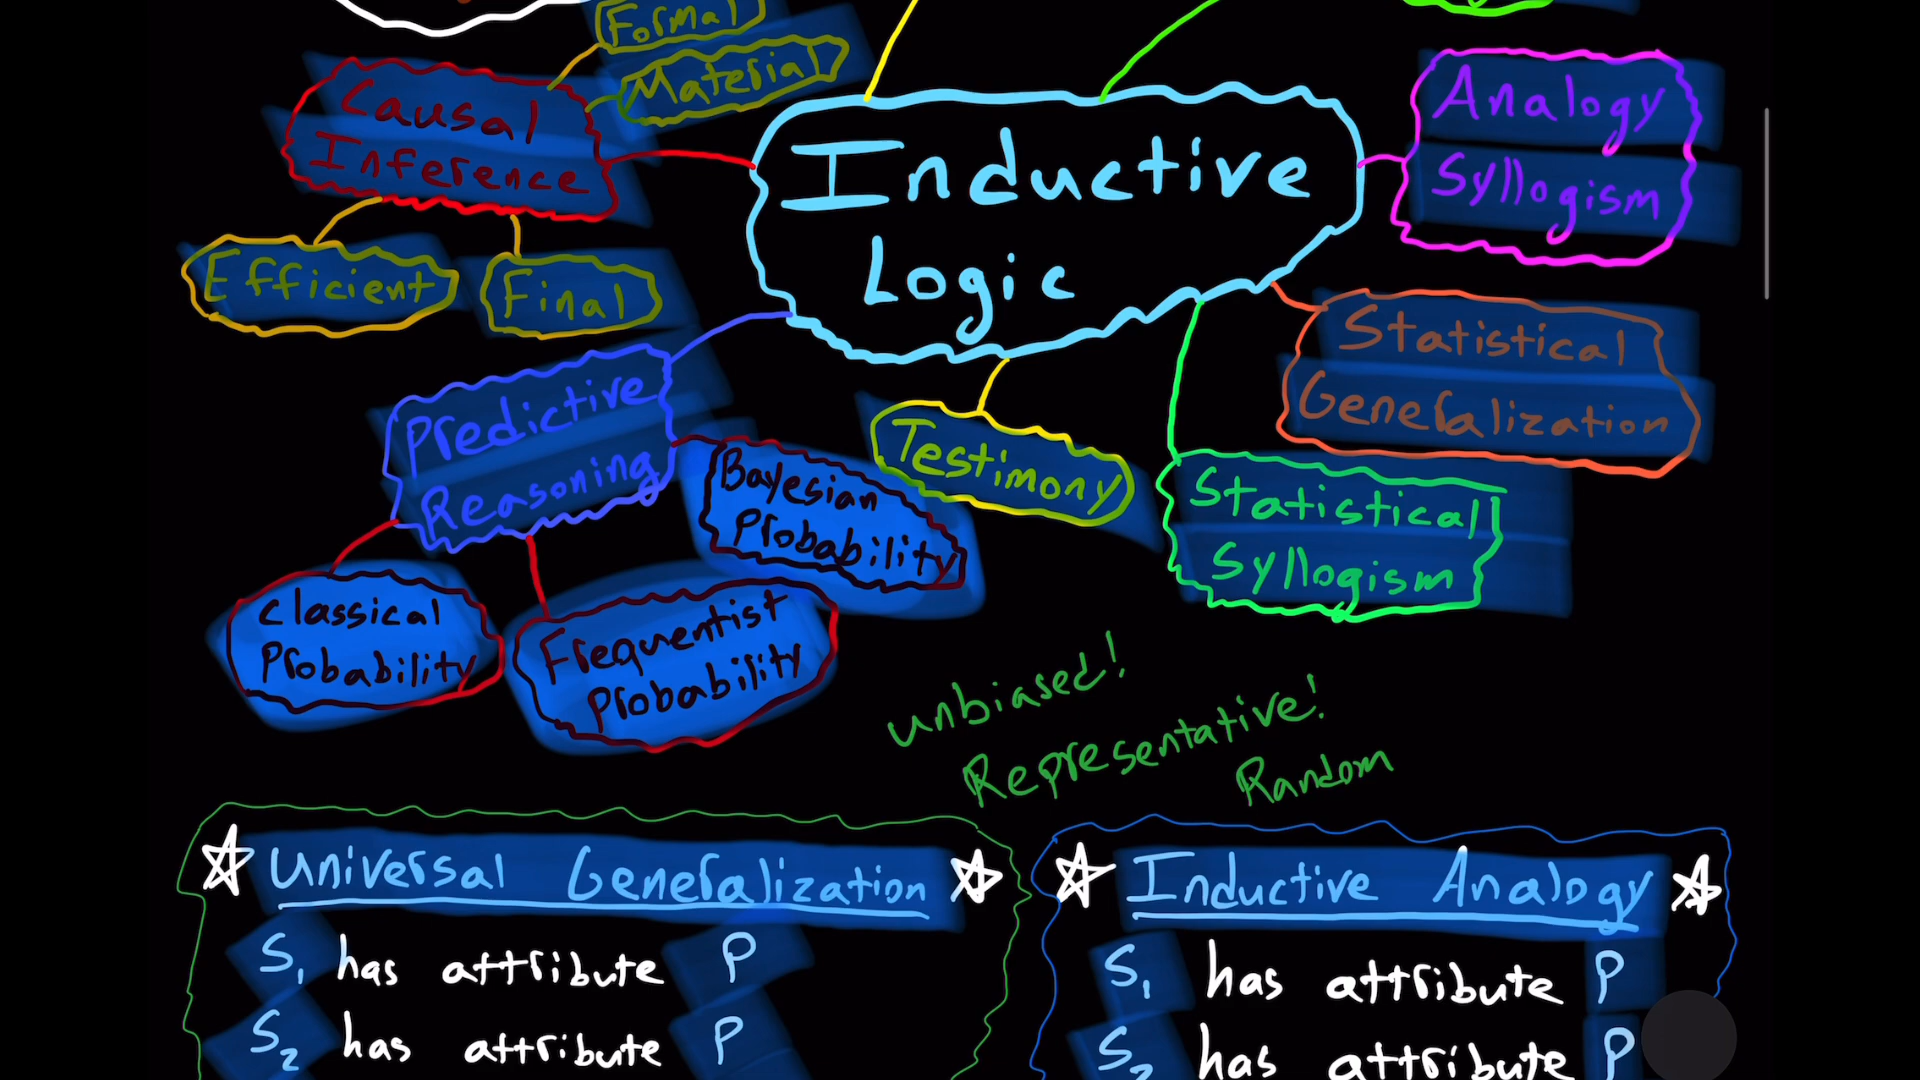 Formal
Material
Causal
Inference
Efficient
Final
Inductive
Logic
Analogy
Syllogism
Statistical
Generalization
Predictive
Reasoning
Testimony
Statistical
Syllogism
Bayesian
Probability
Classical
Probability
Frequentist
Probability
unbiased!
Representative!
Random
Universal Generalization
S1 has attribute P
S2 has attribute P
Inductive Analogy
S1 has attribute P
S2 has attribute P